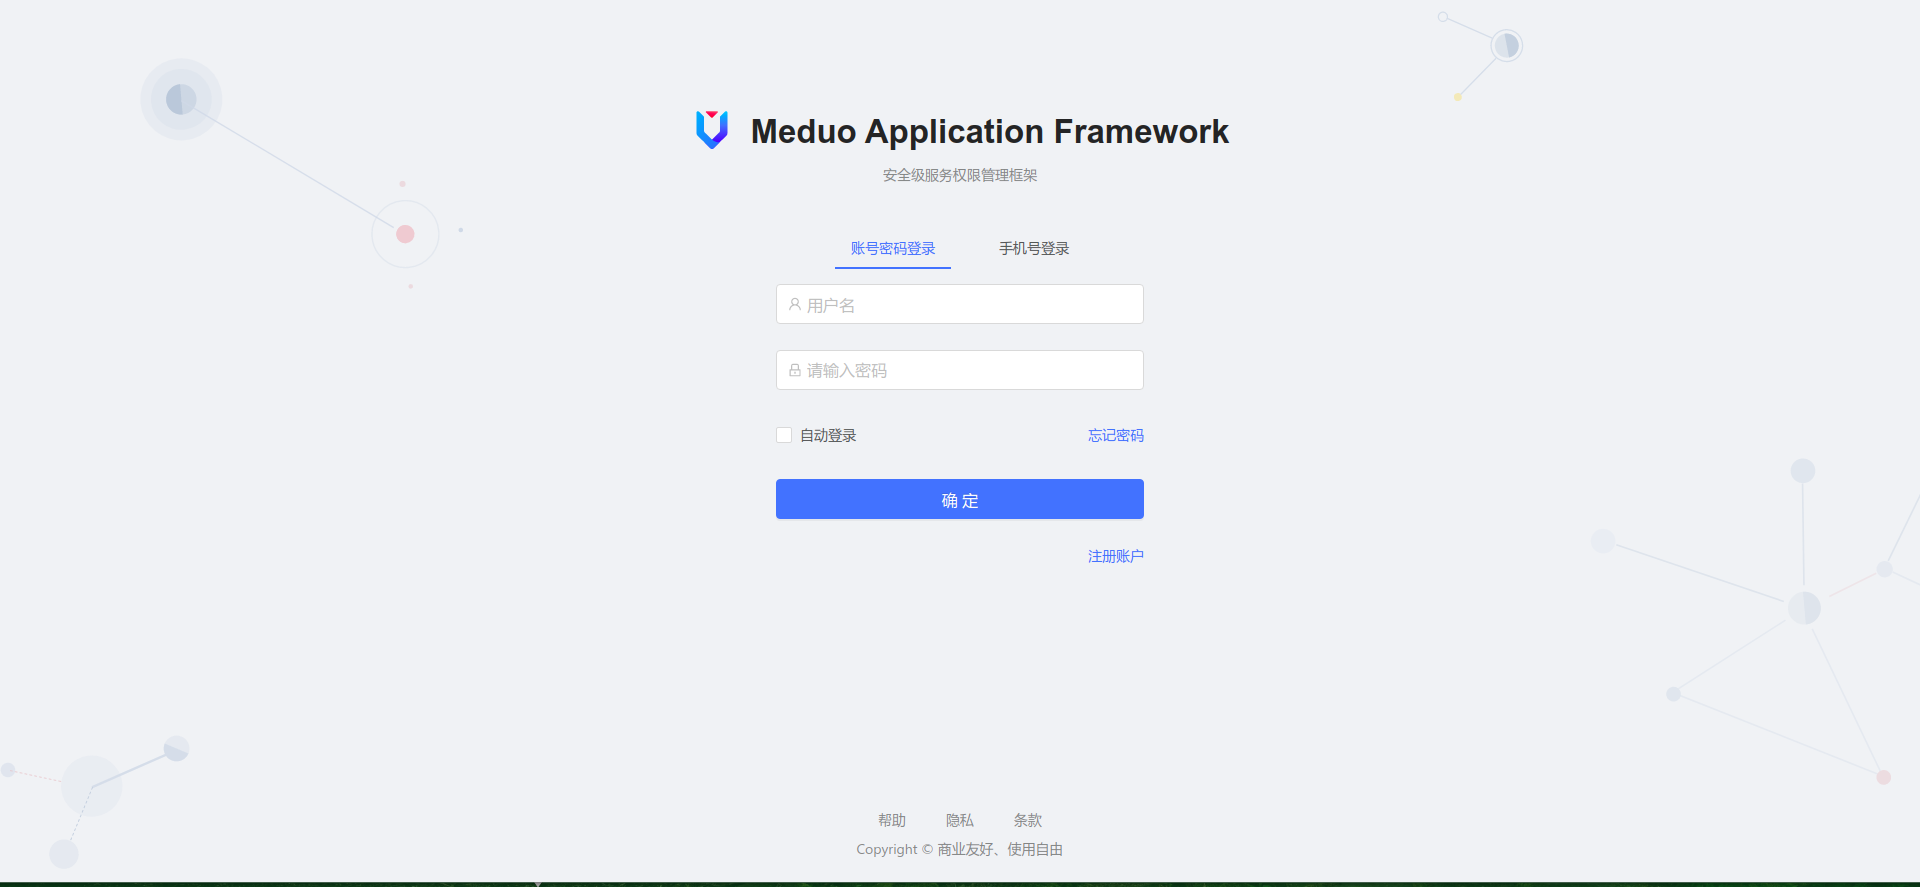 Meduo Application Framework
安全级服务权限管理框架
账号密码登录 手机号登录
用户名
请输入密码
自动登录 忘记密码
确 定
注册账户
帮助 隐私 条款
Copyright © 商业友好、使用自由